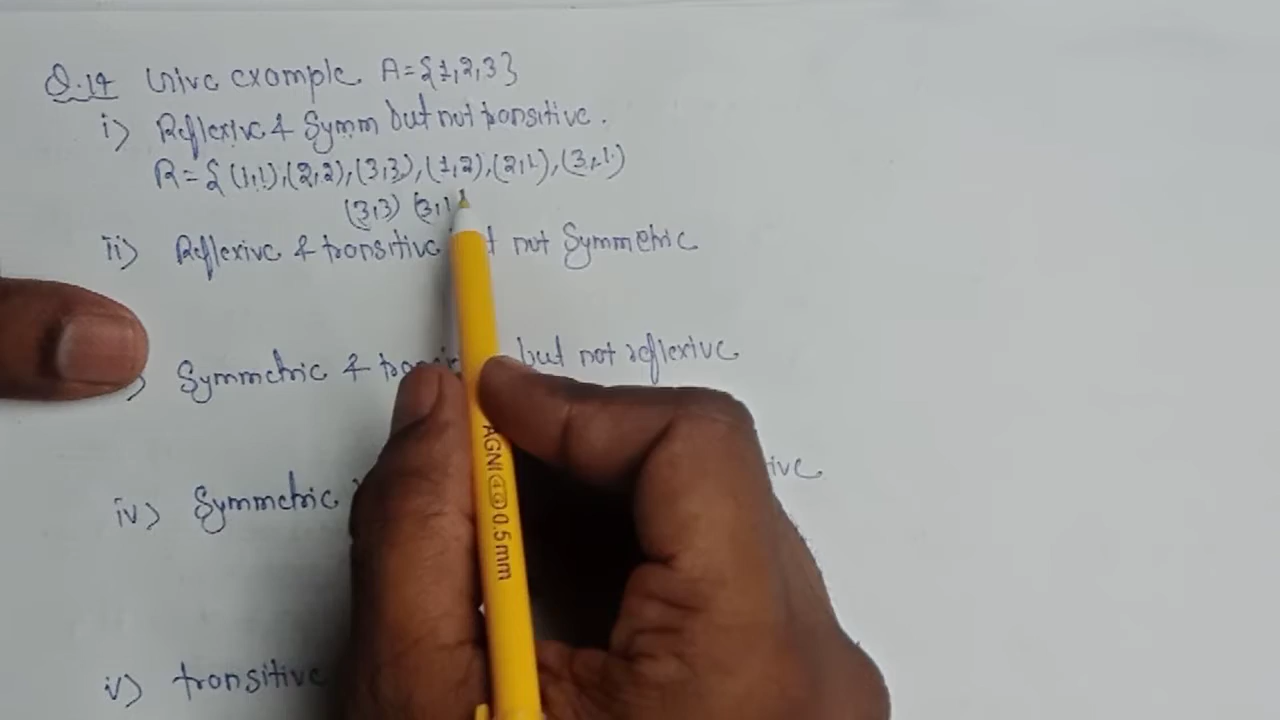 Q.14 Give example A={1,2,3}
i) Reflexive & Symm but not transitive.
R={(1,1),(2,2),(3,3),(1,2),(2,1),(3,1)
(3,3) (3,1
ii) Reflexive & transitive not Symmetric
Symmetric & but not reflexive
iv) Symmetric
v) transitive
AGNI 0.5mm